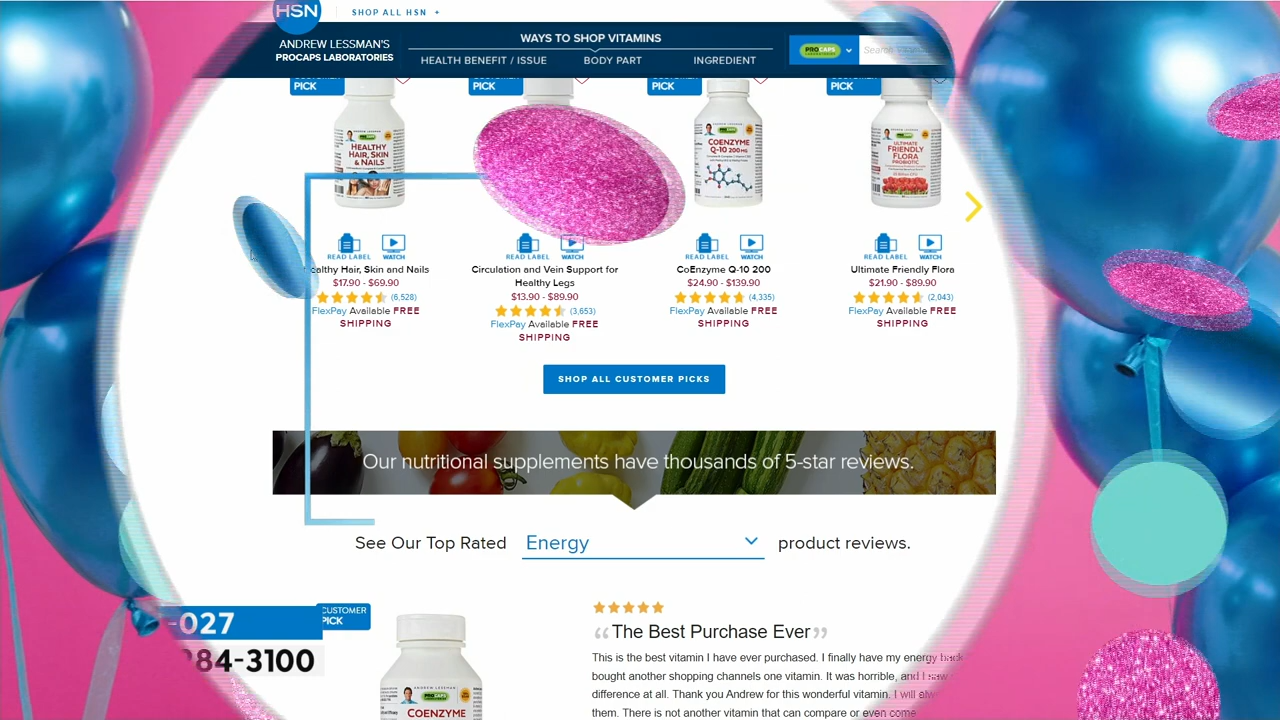 HSN
SHOP ALL HSN +
ANDREW LESSMAN'S
PROCAPS LABORATORIES
WAYS TO SHOP VITAMINS
HEALTH BENEFIT / ISSUE
BODY PART
INGREDIENT
PROCAPS
Search
CUSTOMER PICK
CUSTOMER PICK
CUSTOMER PICK
CUSTOMER PICK
HEALTHY
HAIR, SKIN
& NAILS
COENZYME
Q-10 200 MG
ULTIMATE
FRIENDLY
FLORA
PROBIOTIC
READ LABEL
WATCH
READ LABEL
WATCH
READ LABEL
WATCH
READ LABEL
WATCH
ealthy Hair, Skin and Nails
$17.90 - $69.90
(6,528)
FlexPay Available FREE
SHIPPING
Circulation and Vein Support for
Healthy Legs
$13.90 - $89.90
(3,653)
FlexPay Available FREE
SHIPPING
CoEnzyme Q-10 200
$24.90 - $139.90
(4,335)
FlexPay Available FREE
SHIPPING
Ultimate Friendly Flora
$21.90 - $89.90
(2,043)
FlexPay Available FREE
SHIPPING
SHOP ALL CUSTOMER PICKS
Our nutritional supplements have thousands of 5-star reviews.
See Our Top Rated Energy product reviews.
-027
284-3100
CUSTOMER
PICK
ANDREW LESSMAN
PROCAPS
COENZYME
“The Best Purchase Ever”
This is the best vitamin I have ever purchased. I finally have my energy back
bought another shopping channels one vitamin. It was horrible, and I saw
difference at all. Thank you Andrew for this wonderful vitamin. I will
them. There is not another vitamin that can compare or even come